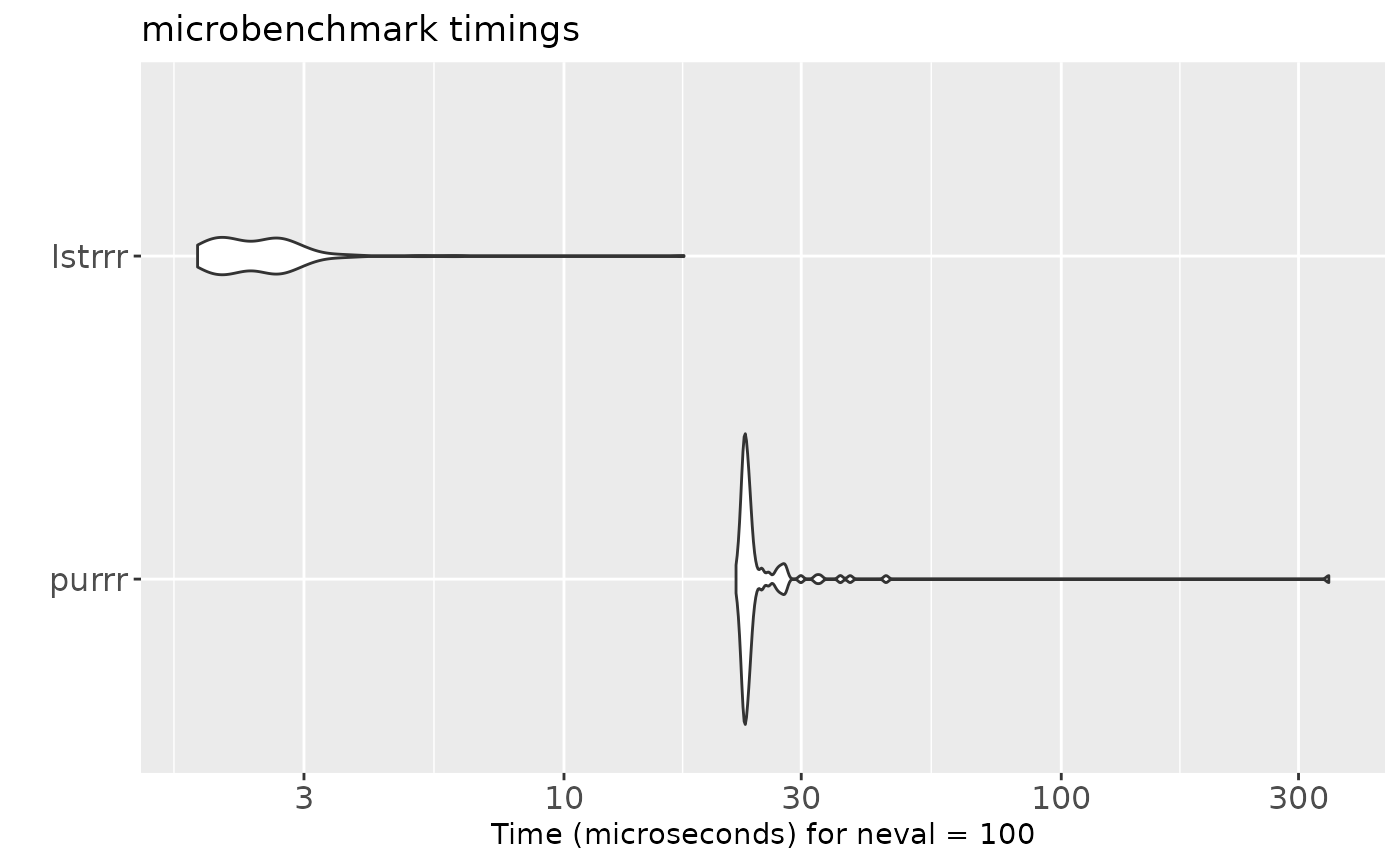 microbenchmark timings
lstrrr
purrr
3 10 30 100 300
Time (microseconds) for neval = 100